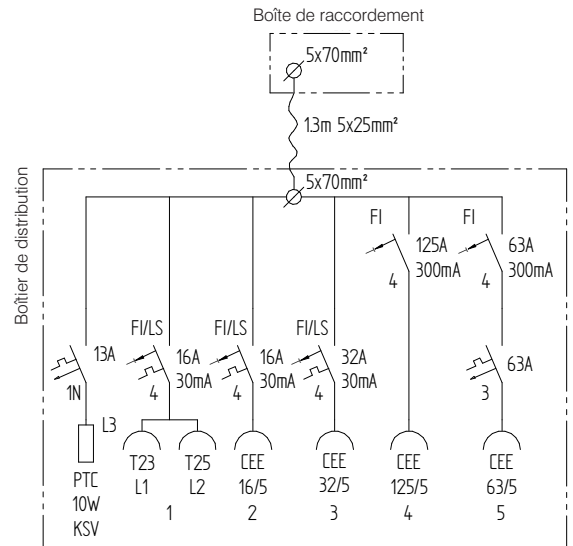 Boîte de raccordement
5x70mm²
1.3m 5x25mm²
Boîtier de distribution
5x70mm²
FI 125A 300mA 4
FI 63A 300mA 4
13A 1N
FI/LS 16A 30mA 4
FI/LS 16A 30mA 4
FI/LS 32A 30mA 4
63A 3
L3
PTC
10W
KSV
T23 T25 CEE CEE CEE CEE
L1 L2 16/5 32/5 125/5 63/5
1 2 3 4 5